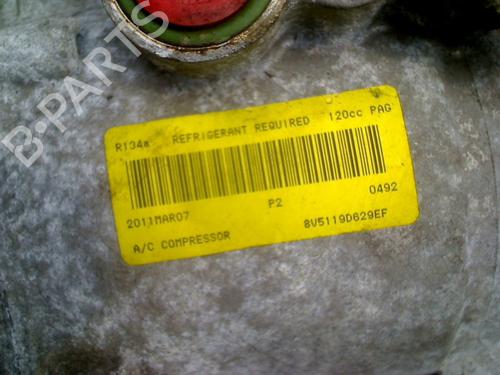 B-PARTS
R134a REFRIGERANT REQUIRED 120cc PAG
2011MAR07 P2 0492
A/C COMPRESSOR 8V5119D629EF